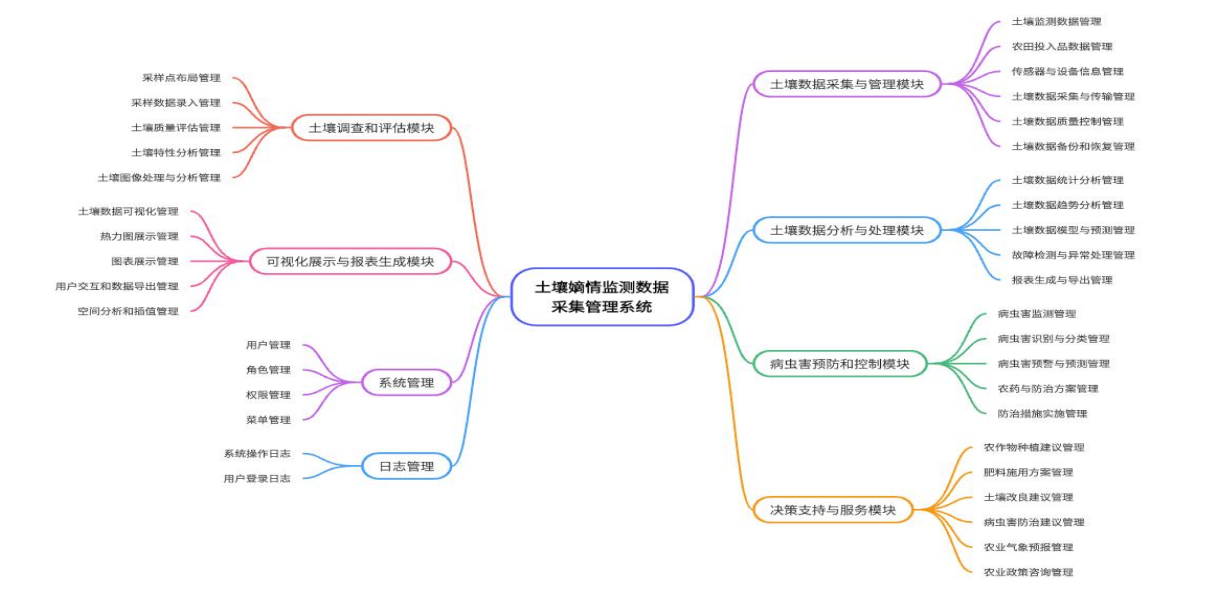 土壤嫡情监测数据
采集管理系统
土壤数据采集与管理模块
土壤监测数据管理
农田投入品数据管理
传感器与设备信息管理
土壤数据采集与传输管理
土壤数据质量控制管理
土壤数据备份和恢复管理
土壤数据分析与处理模块
土壤数据统计分析管理
土壤数据趋势分析管理
土壤数据模型与预测管理
故障检测与异常处理管理
报表生成与导出管理
病虫害预防和控制模块
病虫害监测管理
病虫害识别与分类管理
病虫害预警与预测管理
农药与防治方案管理
防治措施实施管理
决策支持与服务模块
农作物种植建议管理
肥料施用方案管理
土壤改良建议管理
病虫害防治建议管理
农业气象预报管理
农业政策咨询管理
土壤调查和评估模块
采样点布局管理
采样数据录入管理
土壤质量评估管理
土壤特性分析管理
土壤图像处理与分析管理
可视化展示与报表生成模块
土壤数据可视化管理
热力图展示管理
图表展示管理
用户交互和数据导出管理
空间分析和插值管理
系统管理
用户管理
角色管理
权限管理
菜单管理
日志管理
系统操作日志
用户登录日志